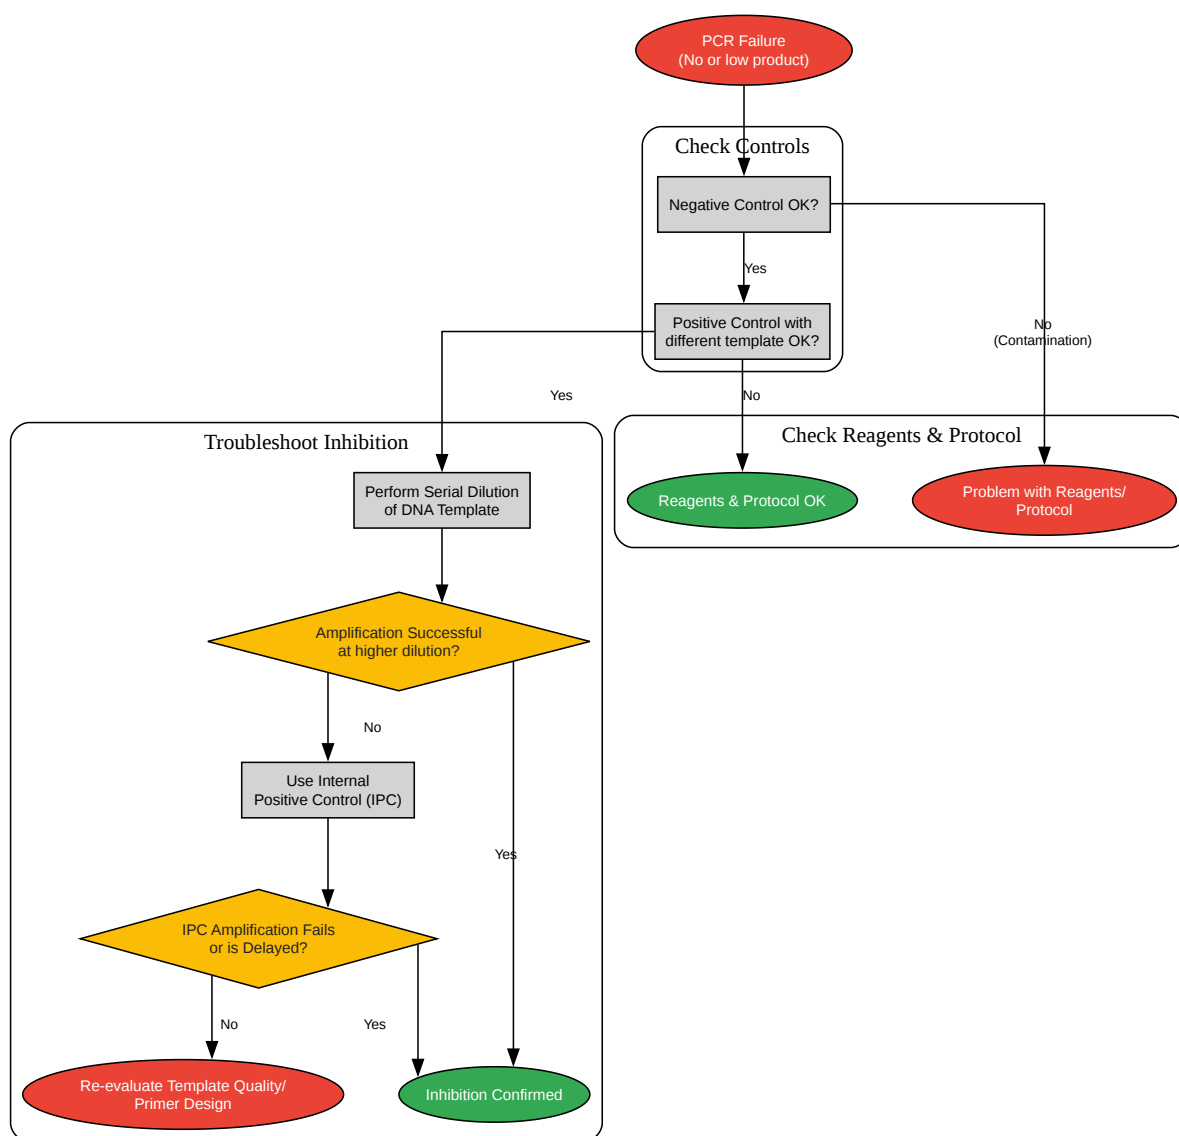 PCR Failure
(No or low product)
Check Controls
Negative Control OK?
Yes
Positive Control with
different template OK?
No
(Contamination)
Yes
No
Check Reagents & Protocol
Reagents & Protocol OK
Problem with Reagents/
Protocol
Troubleshoot Inhibition
Perform Serial Dilution
of DNA Template
Amplification Successful
at higher dilution?
No
Use Internal
Positive Control (IPC)
Yes
IPC Amplification Fails
or is Delayed?
No
Yes
Re-evaluate Template Quality/
Primer Design
Inhibition Confirmed